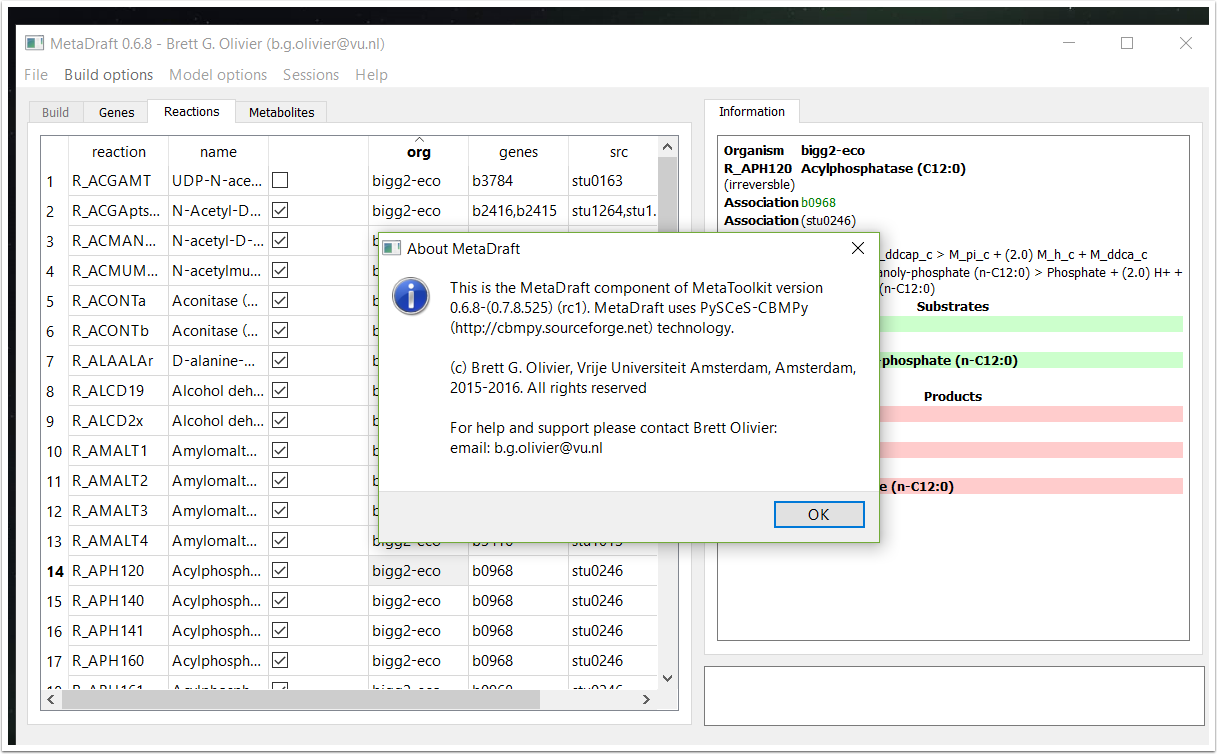 MetaDraft 0.6.8 - Brett G. Olivier (b.g.olivier@vu.nl)
File Build options Model options Sessions Help
Build Genes Reactions Metabolites
reaction name org genes src
1 R_ACGAMT UDP-N-ace... bigg2-eco b3784 stu0163
2 R_ACGApts... N-Acetyl-D... bigg2-eco b2416,b2415 stu1264,stu1.
3 R_ACMAN... N-acetyl-D-...
4 R_ACMUM... N-acetylmu...
5 R_ACONTa Aconitase (...
6 R_ACONTb Aconitase (...
7 R_ALAALAr D-alanine-...
8 R_ALCD19 Alcohol deh...
9 R_ALCD2x Alcohol deh...
10 R_AMALT1 Amylomalt...
11 R_AMALT2 Amylomalt...
12 R_AMALT3 Amylomalt...
13 R_AMALT4 Amylomalt... bigg2-eco
14 R_APH120 Acylphosph... bigg2-eco b0968 stu0246
15 R_APH140 Acylphosph... bigg2-eco b0968 stu0246
16 R_APH141 Acylphosph... bigg2-eco b0968 stu0246
17 R_APH160 Acylphosph... bigg2-eco b0968 stu0246
Information
Organism bigg2-eco
R_APH120 Acylphosphatase (C12:0)
(irreversble)
Association b0968
Association (stu0246)
_ddcap_c > M_pi_c + (2.0) M_h_c + M_ddca_c
anoly-phosphate (n-C12:0) > Phosphate + (2.0) H+ +
(n-C12:0)
Substrates
-phosphate (n-C12:0)
Products
e (n-C12:0)
About MetaDraft
This is the MetaDraft component of MetaToolkit version
0.6.8-(0.7.8.525) (rc1). MetaDraft uses PySCeS-CBMPy
(http://cbmpy.sourceforge.net) technology.
(c) Brett G. Olivier, Vrije Universiteit Amsterdam, Amsterdam,
2015-2016. All rights reserved
For help and support please contact Brett Olivier:
email: b.g.olivier@vu.nl
OK